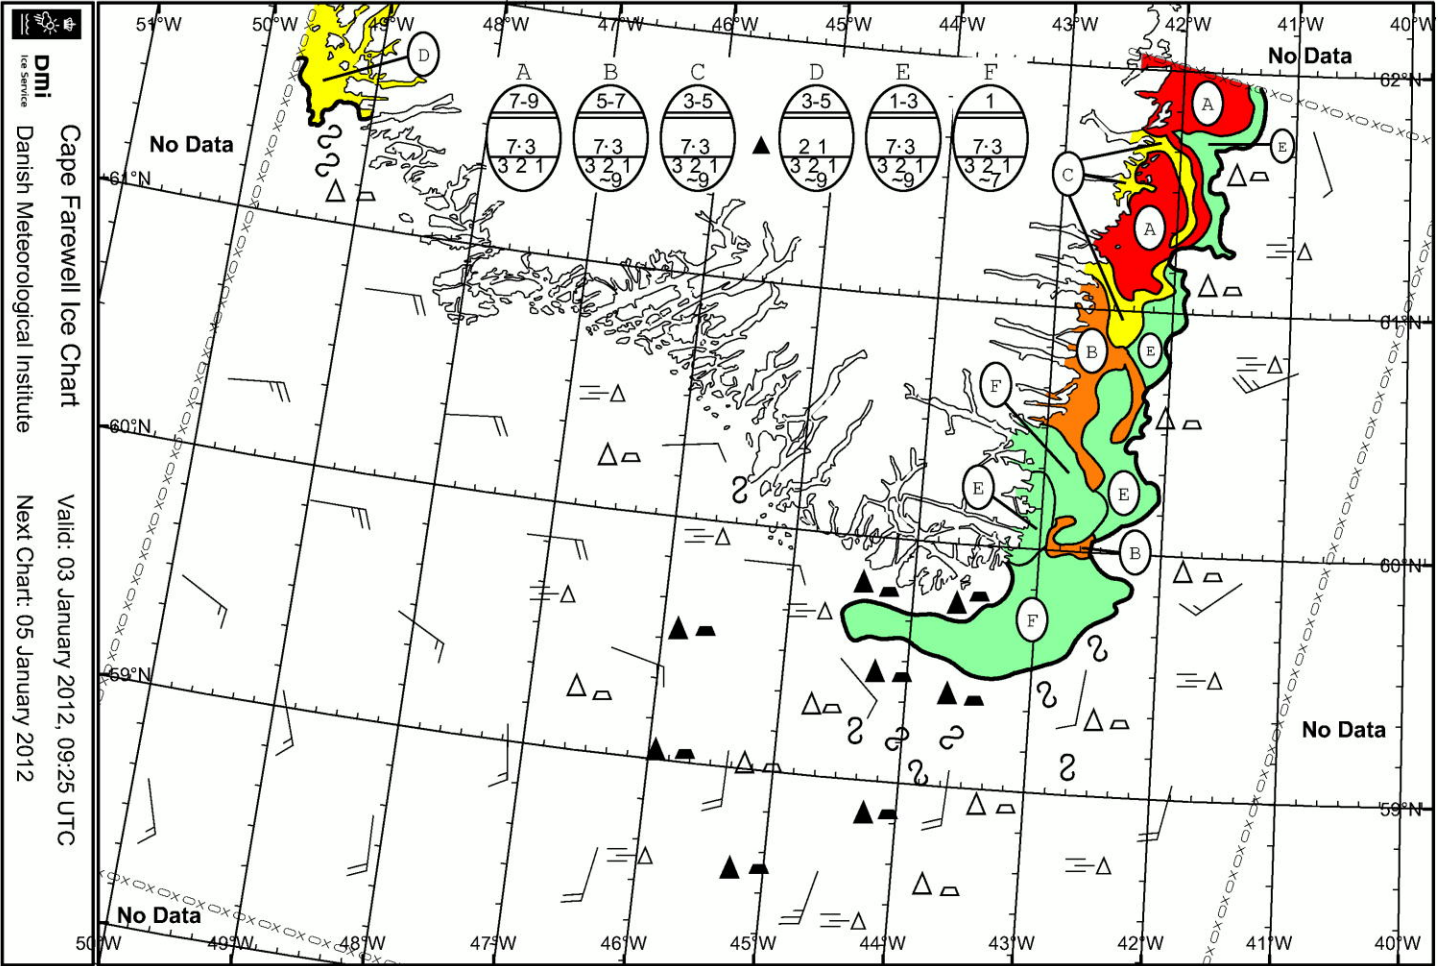 Dmi
Ice Service
Cape Farewell Ice Chart
Danish Meteorological Institute
Valid: 03 January 2012, 09:25 UTC
Next Chart: 05 January 2012
51°W 50°W 49°W 48°W 47°W 46°W 45°W 44°W 43°W 42°W 41°W 40°W
No Data
62°N
D
A B C D E F
7-9 5-7 3-5 3-5 1-3 1
7·3 7·3 7·3 2 1 7·3 7·3
3 2 1 3 2 1 3 2 1 3 2 1 3 2 1
~9 ~9 ~9 ~9 ~7
A
No Data
E
C
61°N
A
61°N
B
E
F
60°N
E
E
B
60°N
F
59°N
No Data
59°N
No Data
50°W 49°W 48°W 47°W 46°W 45°W 44°W 43°W 42°W 41°W 40°W